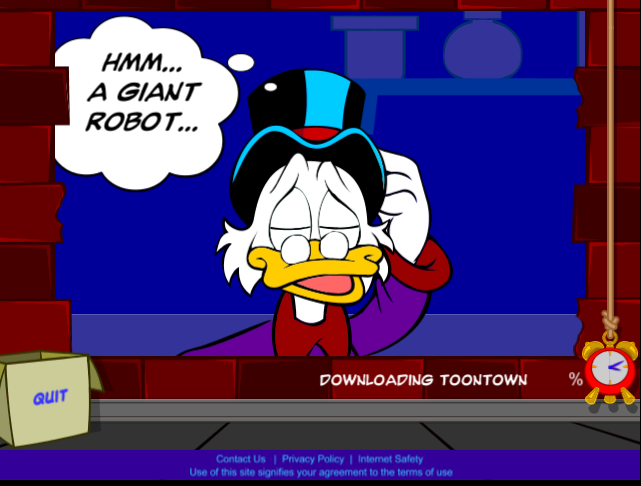 HMM...
A GIANT
ROBOT...
DOWNLOADING TOONTOWN %
QUIT
Contact Us | Privacy Policy | Internet Safety
Use of this site signifies your agreement to the terms of use